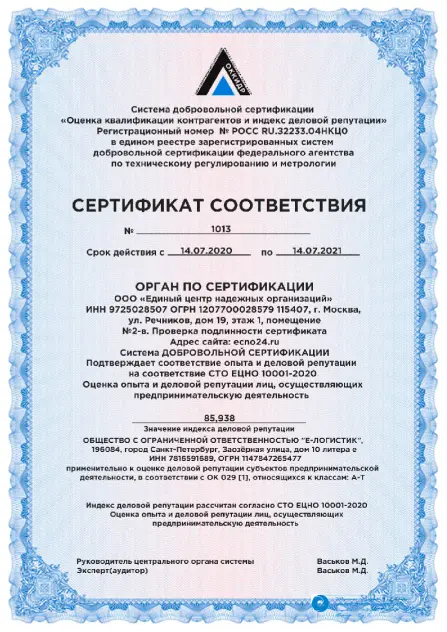 ОККИДР
Система добровольной сертификации
«Оценка квалификации контрагентов и индекс деловой репутации»
Регистрационный номер № РОСС RU.32233.04НКЦ0
в едином реестре зарегистрированных систем
добровольной сертификации федерального агентства
по техническому регулированию и метрологии
СЕРТИФИКАТ СООТВЕТСТВИЯ
№ 1013
Срок действия с 14.07.2020 по 14.07.2021
ОРГАН ПО СЕРТИФИКАЦИИ
ООО «Единый центр надежных организаций»
ИНН 9725028507 ОГРН 1207700028579 115407, г. Москва,
ул. Речников, дом 19, этаж 1, помещение
№2-в. Проверка подлинности сертификата
Адрес сайта: ecno24.ru
Система ДОБРОВОЛЬНОЙ СЕРТИФИКАЦИИ
Подтверждает соответствие опыта и деловой репутации
на соответствие СТО ЕЦНО 10001-2020
Оценка опыта и деловой репутации лиц, осуществляющих
предпринимательскую деятельность
85,938
Значение индекса деловой репутации
ОБЩЕСТВО С ОГРАНИЧЕННОЙ ОТВЕТСТВЕННОСТЬЮ "Е-ЛОГИСТИК",
196084, город Санкт-Петербург, Заозёрная улица, дом 10 литера е
ИНН 7816591689, ОГРН 1147847265477
применительно к оценке деловой репутации субъектов предпринимательской
деятельности, в соответствии с ОК 029 [1], относящихся к классам: А-Т
Индекс деловой репутации рассчитан согласно СТО ЕЦНО 10001-2020
Оценка опыта и деловой репутации лиц, осуществляющих
предпринимательскую деятельность
Руководитель центрального органа системы Васьков М.Д.
Эксперт(аудитор) Васьков М.Д.